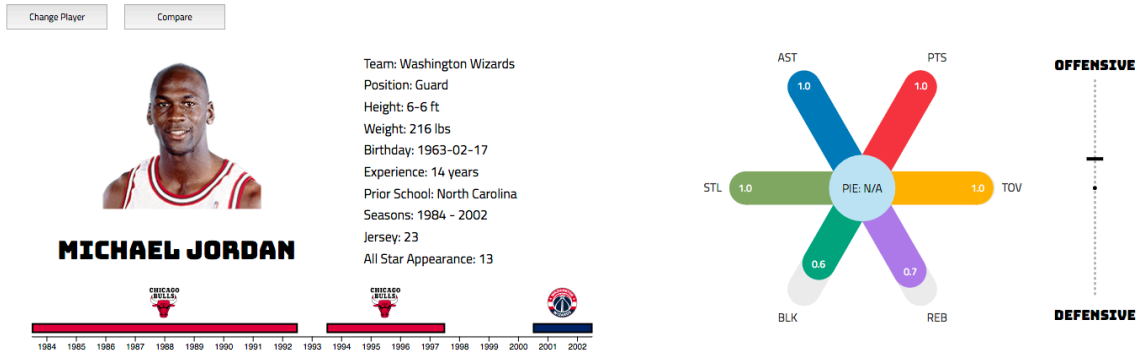 Change Player
Compare
Team: Washington Wizards
Position: Guard
Height: 6-6 ft
Weight: 216 lbs
Birthday: 1963-02-17
Experience: 14 years
Prior School: North Carolina
Seasons: 1984 - 2002
Jersey: 23
All Star Appearance: 13
MICHAEL JORDAN
CHICAGO
BULLS
CHICAGO
BULLS
1984 1985 1986 1987 1988 1989 1990 1991 1992 1993 1994 1995 1996 1997 1998 1999 2000 2001 2002
AST
PTS
1.0
1.0
STL
1.0
PIE: N/A
1.0
TOV
0.6
0.7
BLK
REB
OFFENSIVE
DEFENSIVE